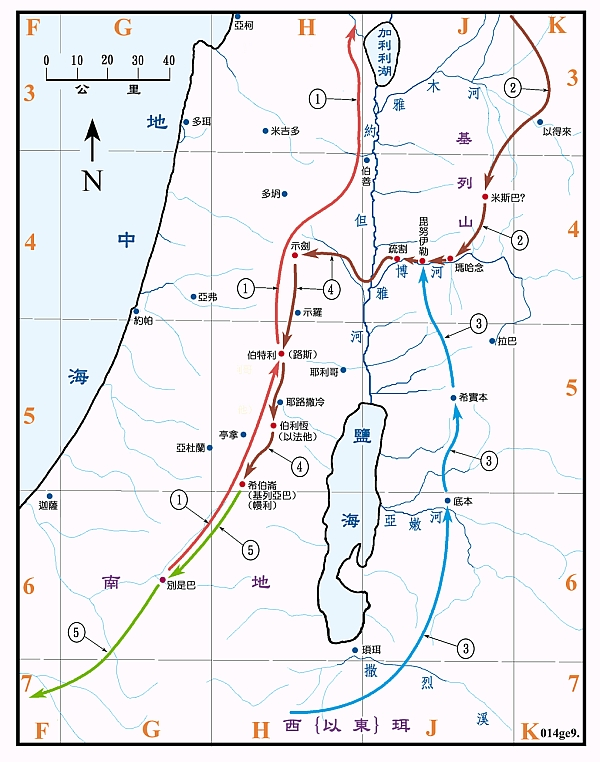 F G H J K
亞柯
加利利湖
0 10 20 30 40
公里
3
①
②
3
雅木河
地
多珥
米吉多
約
基
以得來
N
伯善
列
多坍
米斯巴?
4
中
但
山
4
毘努伊勒
②
示劍
疏割
博
河
瑪哈念
①
④
雅
亞弗
示羅
③
約帕
河
拉巴
伯特利(路斯)
海
耶利哥
5
希實本
5
耶路撒冷
鹽
伯利恆
(以法他)
亭拿
亞杜蘭
④
③
希伯崙
(基列亞巴)
(幔利)
迦薩
①
海
底本
亞嫩河
⑤
6
南
別是巴
地
6
⑤
③
瑣珥
撒
烈
7
7
溪
西{以東}珥
F G H J K
014ge9.